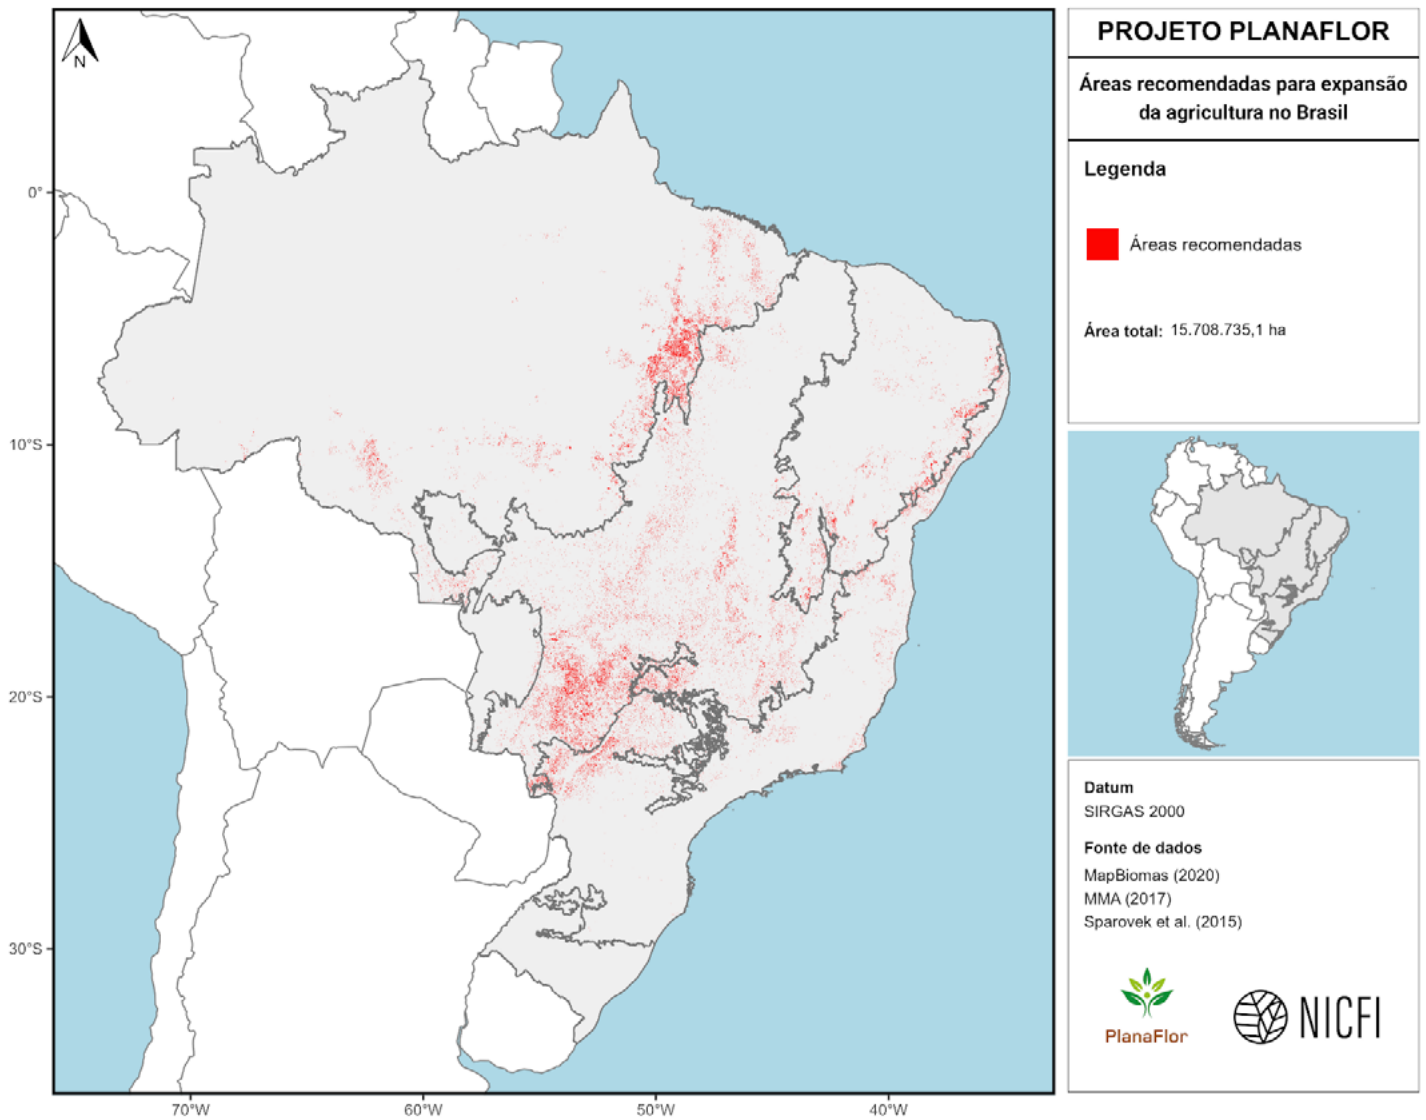 N
0°
10°S
20°S
30°S
70°W
60°W
50°W
40°W
PROJETO PLANAFLOR
Áreas recomendadas para expansão
da agricultura no Brasil
Legenda
Áreas recomendadas
Área total: 15.708.735,1 ha
Datum
SIRGAS 2000
Fonte de dados
MapBiomas (2020)
MMA (2017)
Sparovek et al. (2015)
PlanaFlor
NICFI